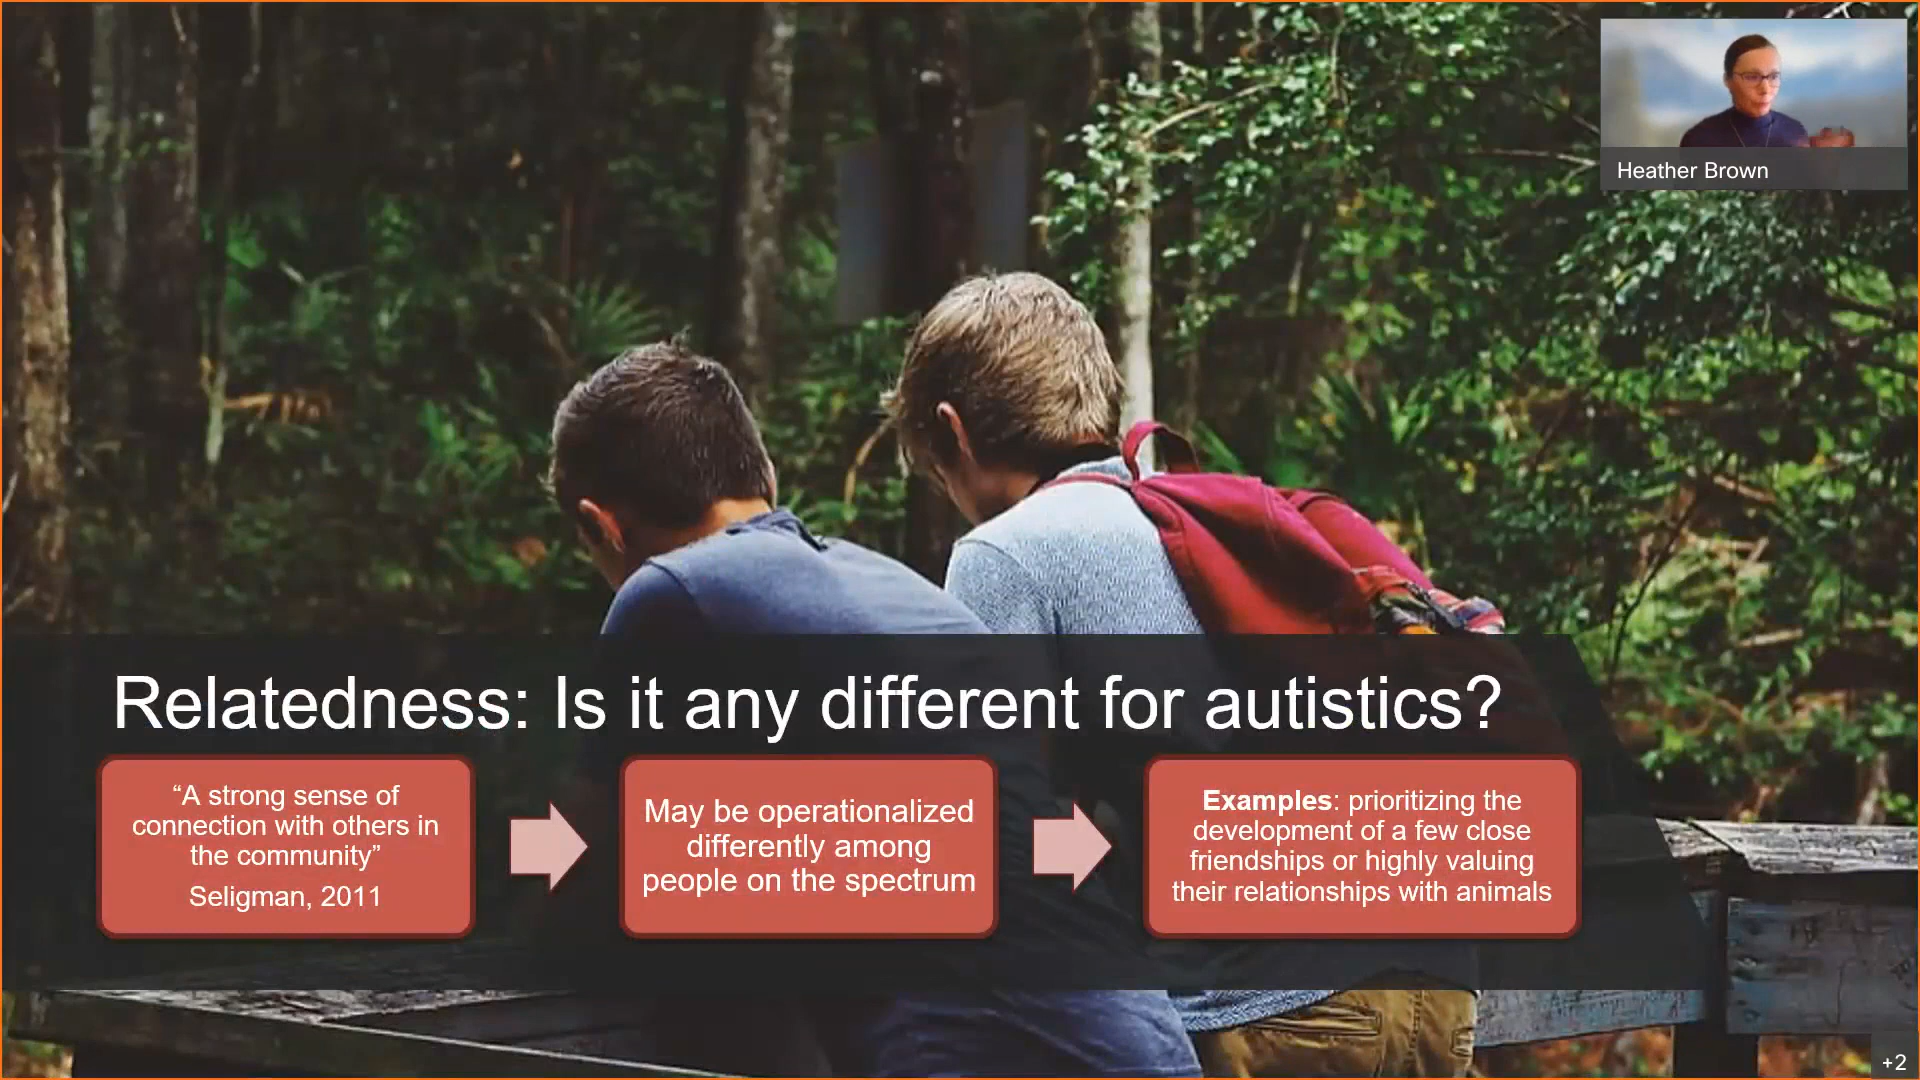 Heather Brown
Relatedness: Is it any different for autistics?
“A strong sense of
connection with others in
the community”
Seligman, 2011
May be operationalized
differently among
people on the spectrum
Examples: prioritizing the
development of a few close
friendships or highly valuing
their relationships with animals
+2